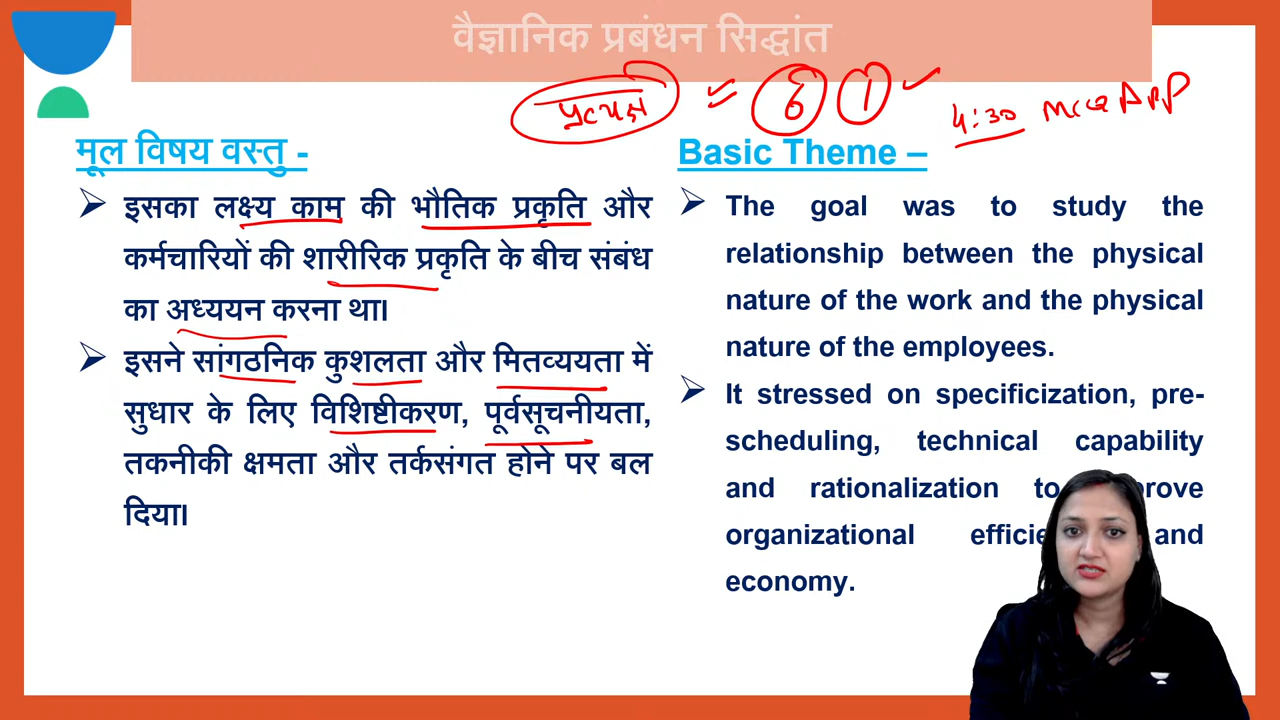 वैज्ञानिक प्रबंधन सिद्धांत
प्रत्यक्ष = 6 1
4:30 MCQ App
मूल विषय वस्तु -
इसका लक्ष्य काम की भौतिक प्रकृति और
कर्मचारियों की शारीरिक प्रकृति के बीच संबंध
का अध्ययन करना था।
इसने सांगठनिक कुशलता और मितव्ययता में
सुधार के लिए विशिष्टीकरण, पूर्वसूचनीयता,
तकनीकी क्षमता और तर्कसंगत होने पर बल
दिया।
Basic Theme –
The goal was to study the
relationship between the physical
nature of the work and the physical
nature of the employees.
It stressed on specificization, pre-
scheduling, technical capability
and rationalization to prove
organizational efficie and
economy.